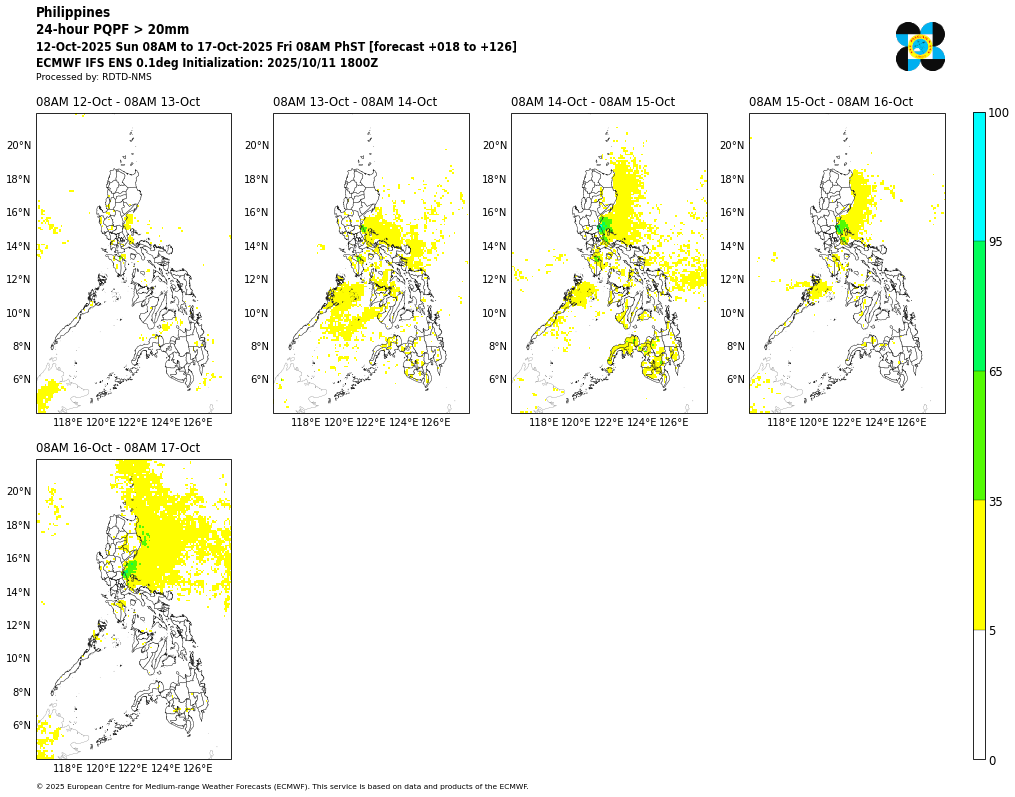 Philippines
24-hour PQPF > 20mm
12-Oct-2025 Sun 08AM to 17-Oct-2025 Fri 08AM PhST [forecast +018 to +126]
ECMWF IFS ENS 0.1deg Initialization: 2025/10/11 1800Z
Processed by: RDTD-NMS
08AM 12-Oct - 08AM 13-Oct
08AM 13-Oct - 08AM 14-Oct
08AM 14-Oct - 08AM 15-Oct
08AM 15-Oct - 08AM 16-Oct
20°N
18°N
16°N
14°N
12°N
10°N
8°N
6°N
118°E 120°E 122°E 124°E 126°E
20°N
18°N
16°N
14°N
12°N
10°N
8°N
6°N
118°E 120°E 122°E 124°E 126°E
20°N
18°N
16°N
14°N
12°N
10°N
8°N
6°N
118°E 120°E 122°E 124°E 126°E
20°N
18°N
16°N
14°N
12°N
10°N
8°N
6°N
118°E 120°E 122°E 124°E 126°E
100
95
65
35
5
0
08AM 16-Oct - 08AM 17-Oct
20°N
18°N
16°N
14°N
12°N
10°N
8°N
6°N
118°E 120°E 122°E 124°E 126°E
© 2025 European Centre for Medium-range Weather Forecasts (ECMWF). This service is based on data and products of the ECMWF.